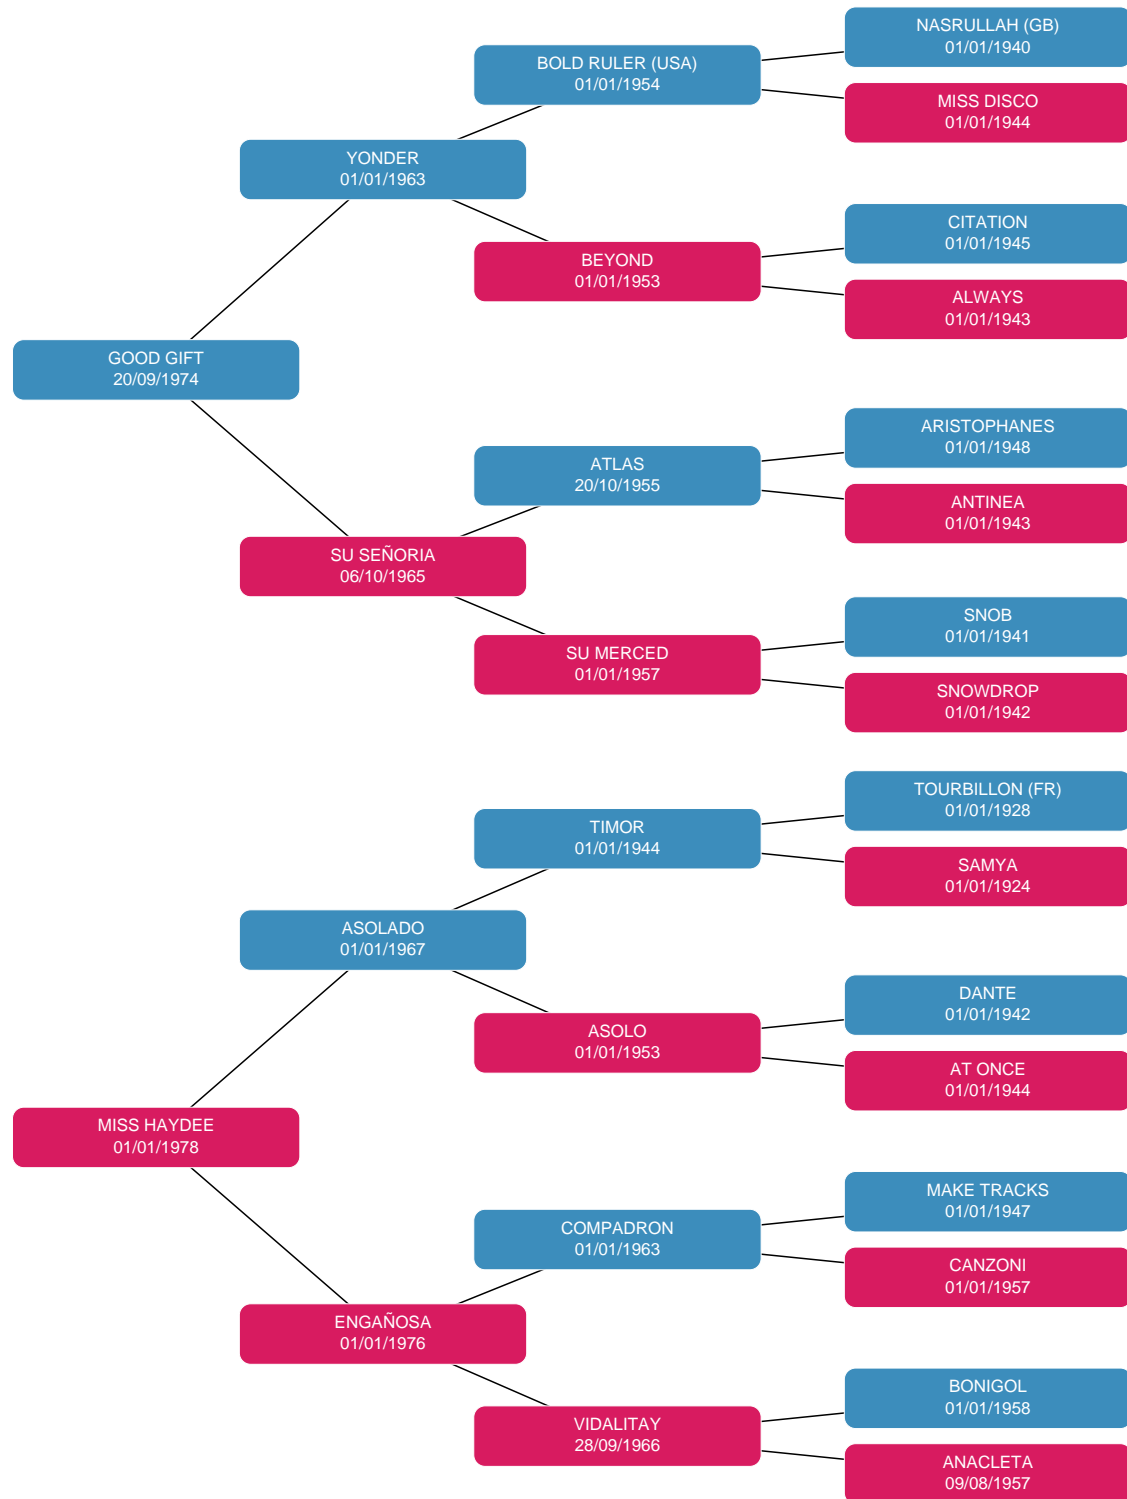 NASRULLAH (GB)
01/01/1940
BOLD RULER (USA)
01/01/1954
MISS DISCO
01/01/1944
YONDER
01/01/1963
CITATION
01/01/1945
BEYOND
01/01/1953
ALWAYS
01/01/1943
GOOD GIFT
20/09/1974
ARISTOPHANES
01/01/1948
ATLAS
20/10/1955
ANTINEA
01/01/1943
SU SEÑORIA
06/10/1965
SNOB
01/01/1941
SU MERCED
01/01/1957
SNOWDROP
01/01/1942
TOURBILLON (FR)
01/01/1928
TIMOR
01/01/1944
SAMYA
01/01/1924
ASOLADO
01/01/1967
DANTE
01/01/1942
ASOLO
01/01/1953
AT ONCE
01/01/1944
MISS HAYDEE
01/01/1978
MAKE TRACKS
01/01/1947
COMPADRON
01/01/1963
CANZONI
01/01/1957
ENGAÑOSA
01/01/1976
BONIGOL
01/01/1958
VIDALITAY
28/09/1966
ANACLETA
09/08/1957